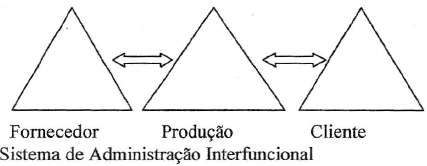 Fornecedor Produção Cliente
Sistema de Administração Interfuncional